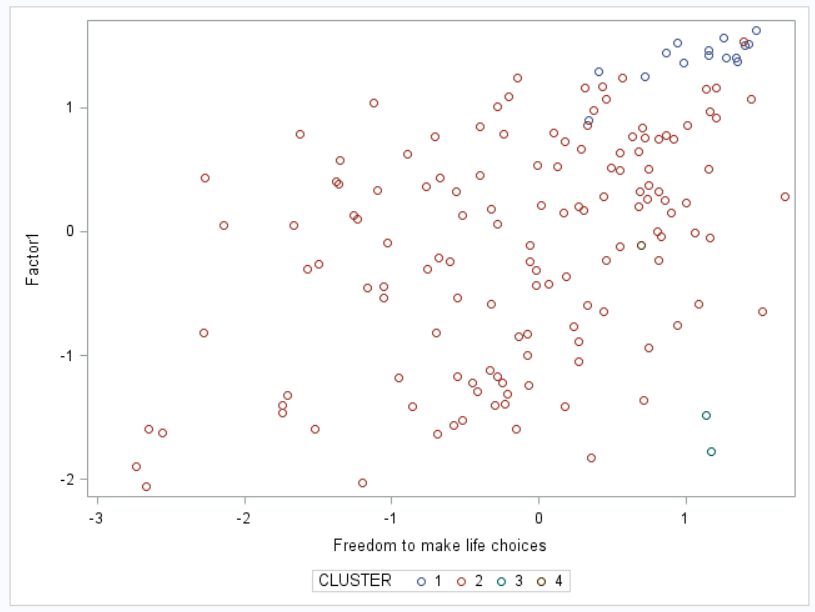 Factor1
1
0
-1
-2
-3 -2 -1 0 1
Freedom to make life choices
CLUSTER 1 2 3 4